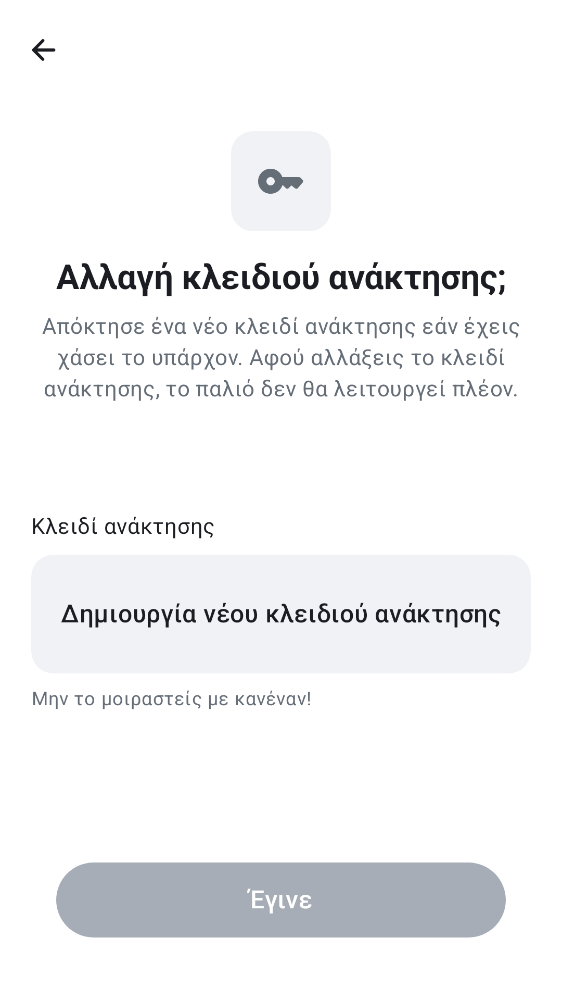 Αλλαγή κλειδιού ανάκτησης;
Απόκτησε ένα νέο κλειδί ανάκτησης εάν έχεις
χάσει το υπάρχον. Αφού αλλάξεις το κλειδί
ανάκτησης, το παλιό δεν θα λειτουργεί πλέον.
Κλειδί ανάκτησης
Δημιουργία νέου κλειδιού ανάκτησης
Μην το μοιραστείς με κανέναν!
Έγινε